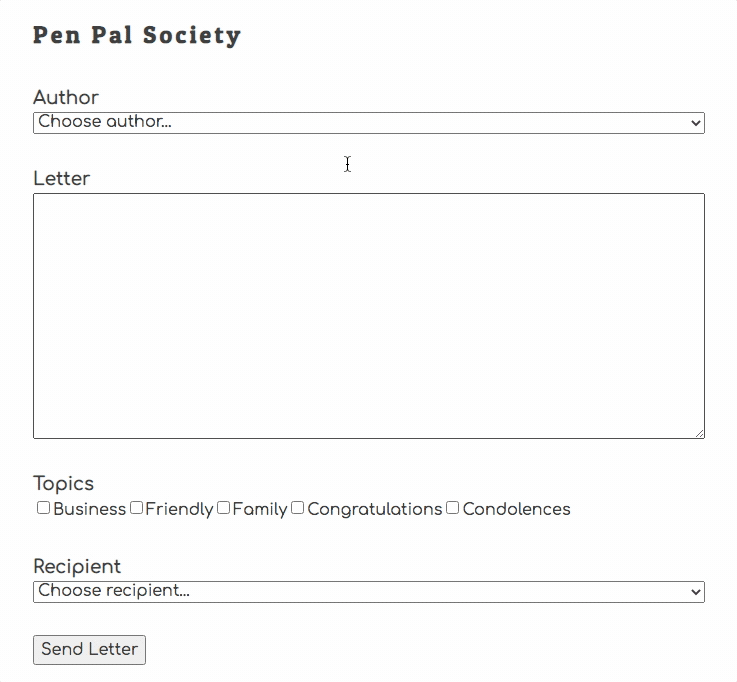 Pen Pal Society
Author
Choose author...
Letter
Topics
Business Friendly Family Congratulations Condolences
Recipient
Choose recipient...
Send Letter